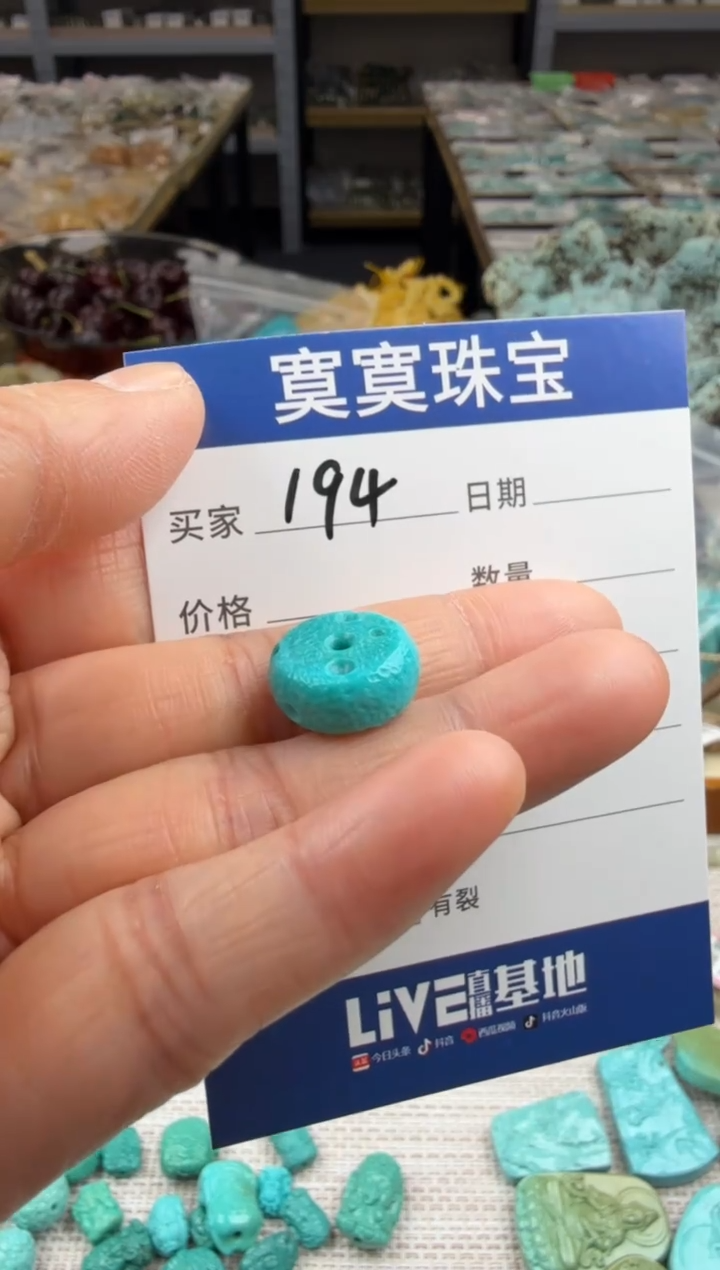 寞寞珠宝
买家 194 日期
价格 数量
有裂
LiVE直播基地
今日头条 抖音 西瓜视频 抖音火山版